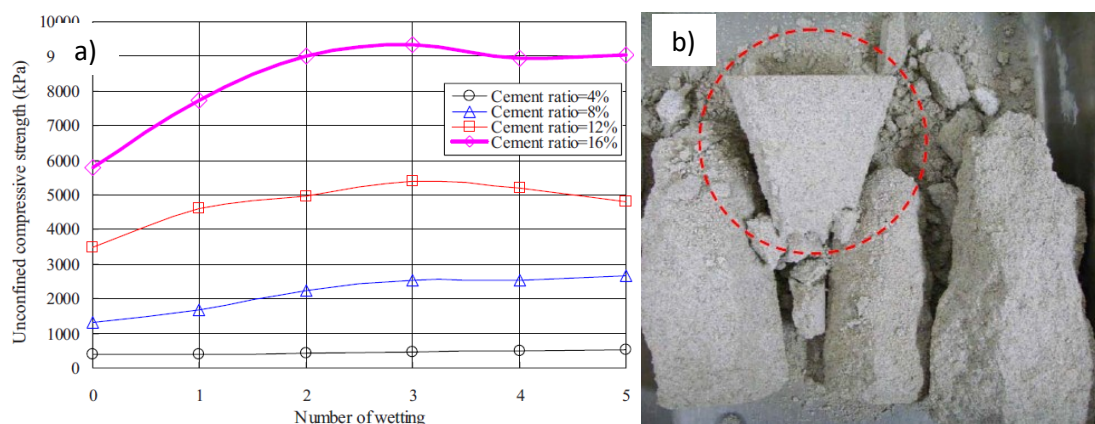 a)
b)
Unconfined compressive strength (kPa)
10000
9
8000
7000
6000
5000
4000
3000
2000
1000
0
Cement ratio=4%
Cement ratio=8%
Cement ratio=12%
Cement ratio=16%
0 1 2 3 4 5
Number of wetting